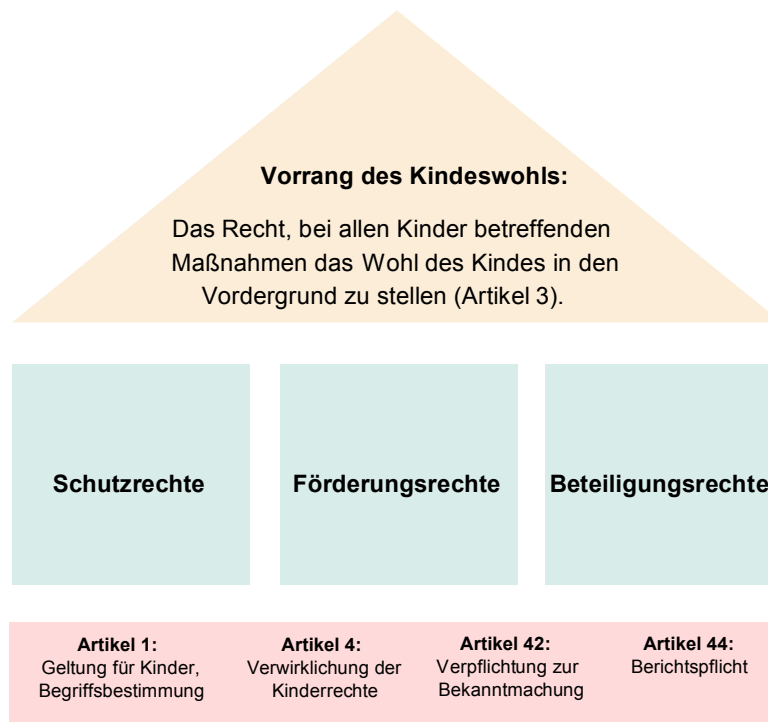 Vorrang des Kindeswohls:
Das Recht, bei allen Kinder betreffenden
Maßnahmen das Wohl des Kindes in den
Vordergrund zu stellen (Artikel 3).
Schutzrechte
Förderungsrechte
Beteiligungsrechte
Artikel 1:
Geltung für Kinder,
Begriffsbestimmung
Artikel 4:
Verwirklichung der
Kinderrechte
Artikel 42:
Verpflichtung zur
Bekanntmachung
Artikel 44:
Berichtspflicht